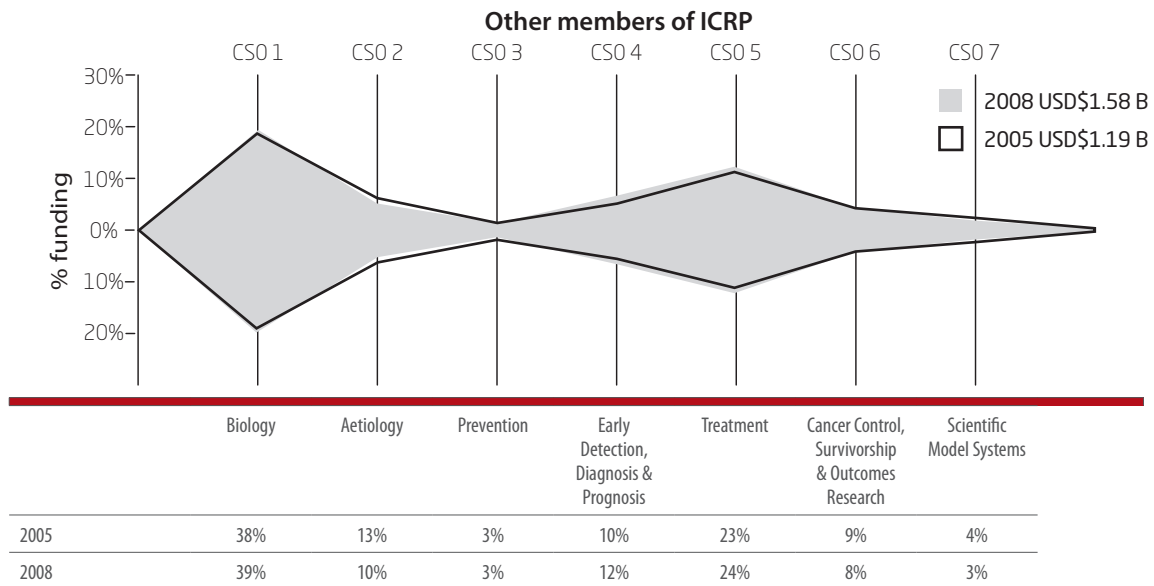 Other members of ICRP
CSO 1 CSO 2 CSO 3 CSO 4 CSO 5 CSO 6 CSO 7
30%
20%
10%
0%
10%
20%
% funding
2008 USD$1.58 B
2005 USD$1.19 B
Biology Aetiology Prevention Early Treatment Cancer Control, Scientific
Detection, Survivorship Model Systems
Diagnosis & & Outcomes
Prognosis Research
2005 38% 13% 3% 10% 23% 9% 4%
2008 39% 10% 3% 12% 24% 8% 3%